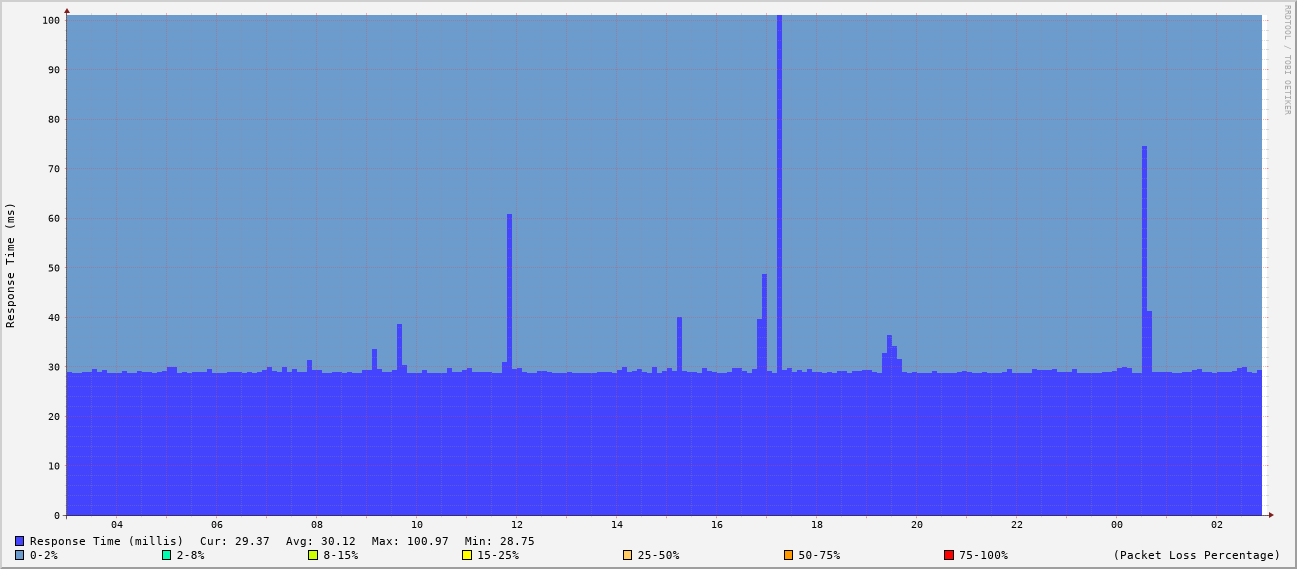 RRDTOOL / TOBI OETIKER
Response Time (ms)
100
90
80
70
60
50
40
30
20
10
0
04 06 08 10 12 14 16 18 20 22 00 02
Response Time (millis) Cur: 29.37 Avg: 30.12 Max: 100.97 Min: 28.75
0-2% 2-8% 8-15% 15-25% 25-50% 50-75% 75-100% (Packet Loss Percentage)